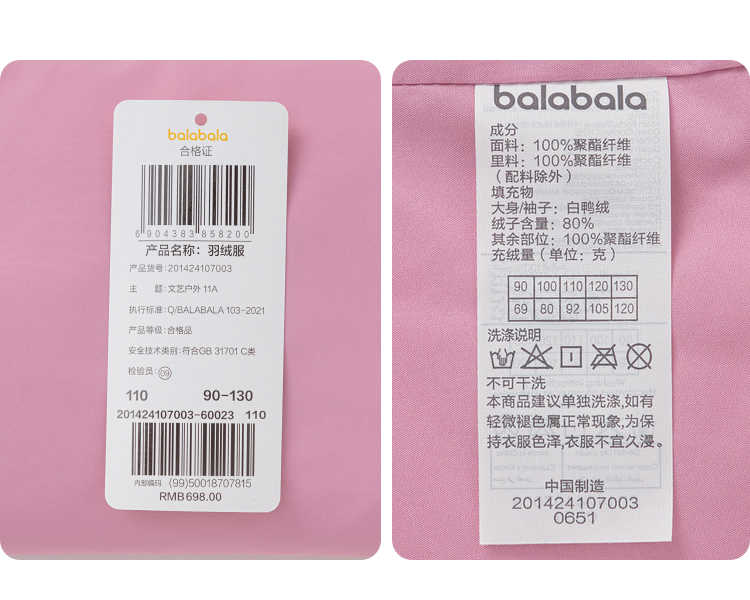 balabala
合格证
6 904383 858200
产品名称：羽绒服
产品货号:201424107003
主　　题:文艺户外 11A
执行标准:Q/BALABALA 103-2021
产品等级:合格品
安全技术类别:符合GB 31701 C类
检验员: 09
110 90-130
201424107003-60023 110
内部编码 (99)50018707815
RMB698.00
balabala
成分
面料：100%聚酯纤维
里料：100%聚酯纤维
（配料除外）
填充物
大身/袖子：白鸭绒
绒子含量：80%
其余部位：100%聚酯纤维
充绒量（单位：克）
90 100 110 120 130
69 80 92 105 120
洗涤说明
不可干洗
本商品建议单独洗涤,如有
轻微褪色属正常现象,为保
持衣服色泽,衣服不宜久漫。
中国制造
201424107003
0651